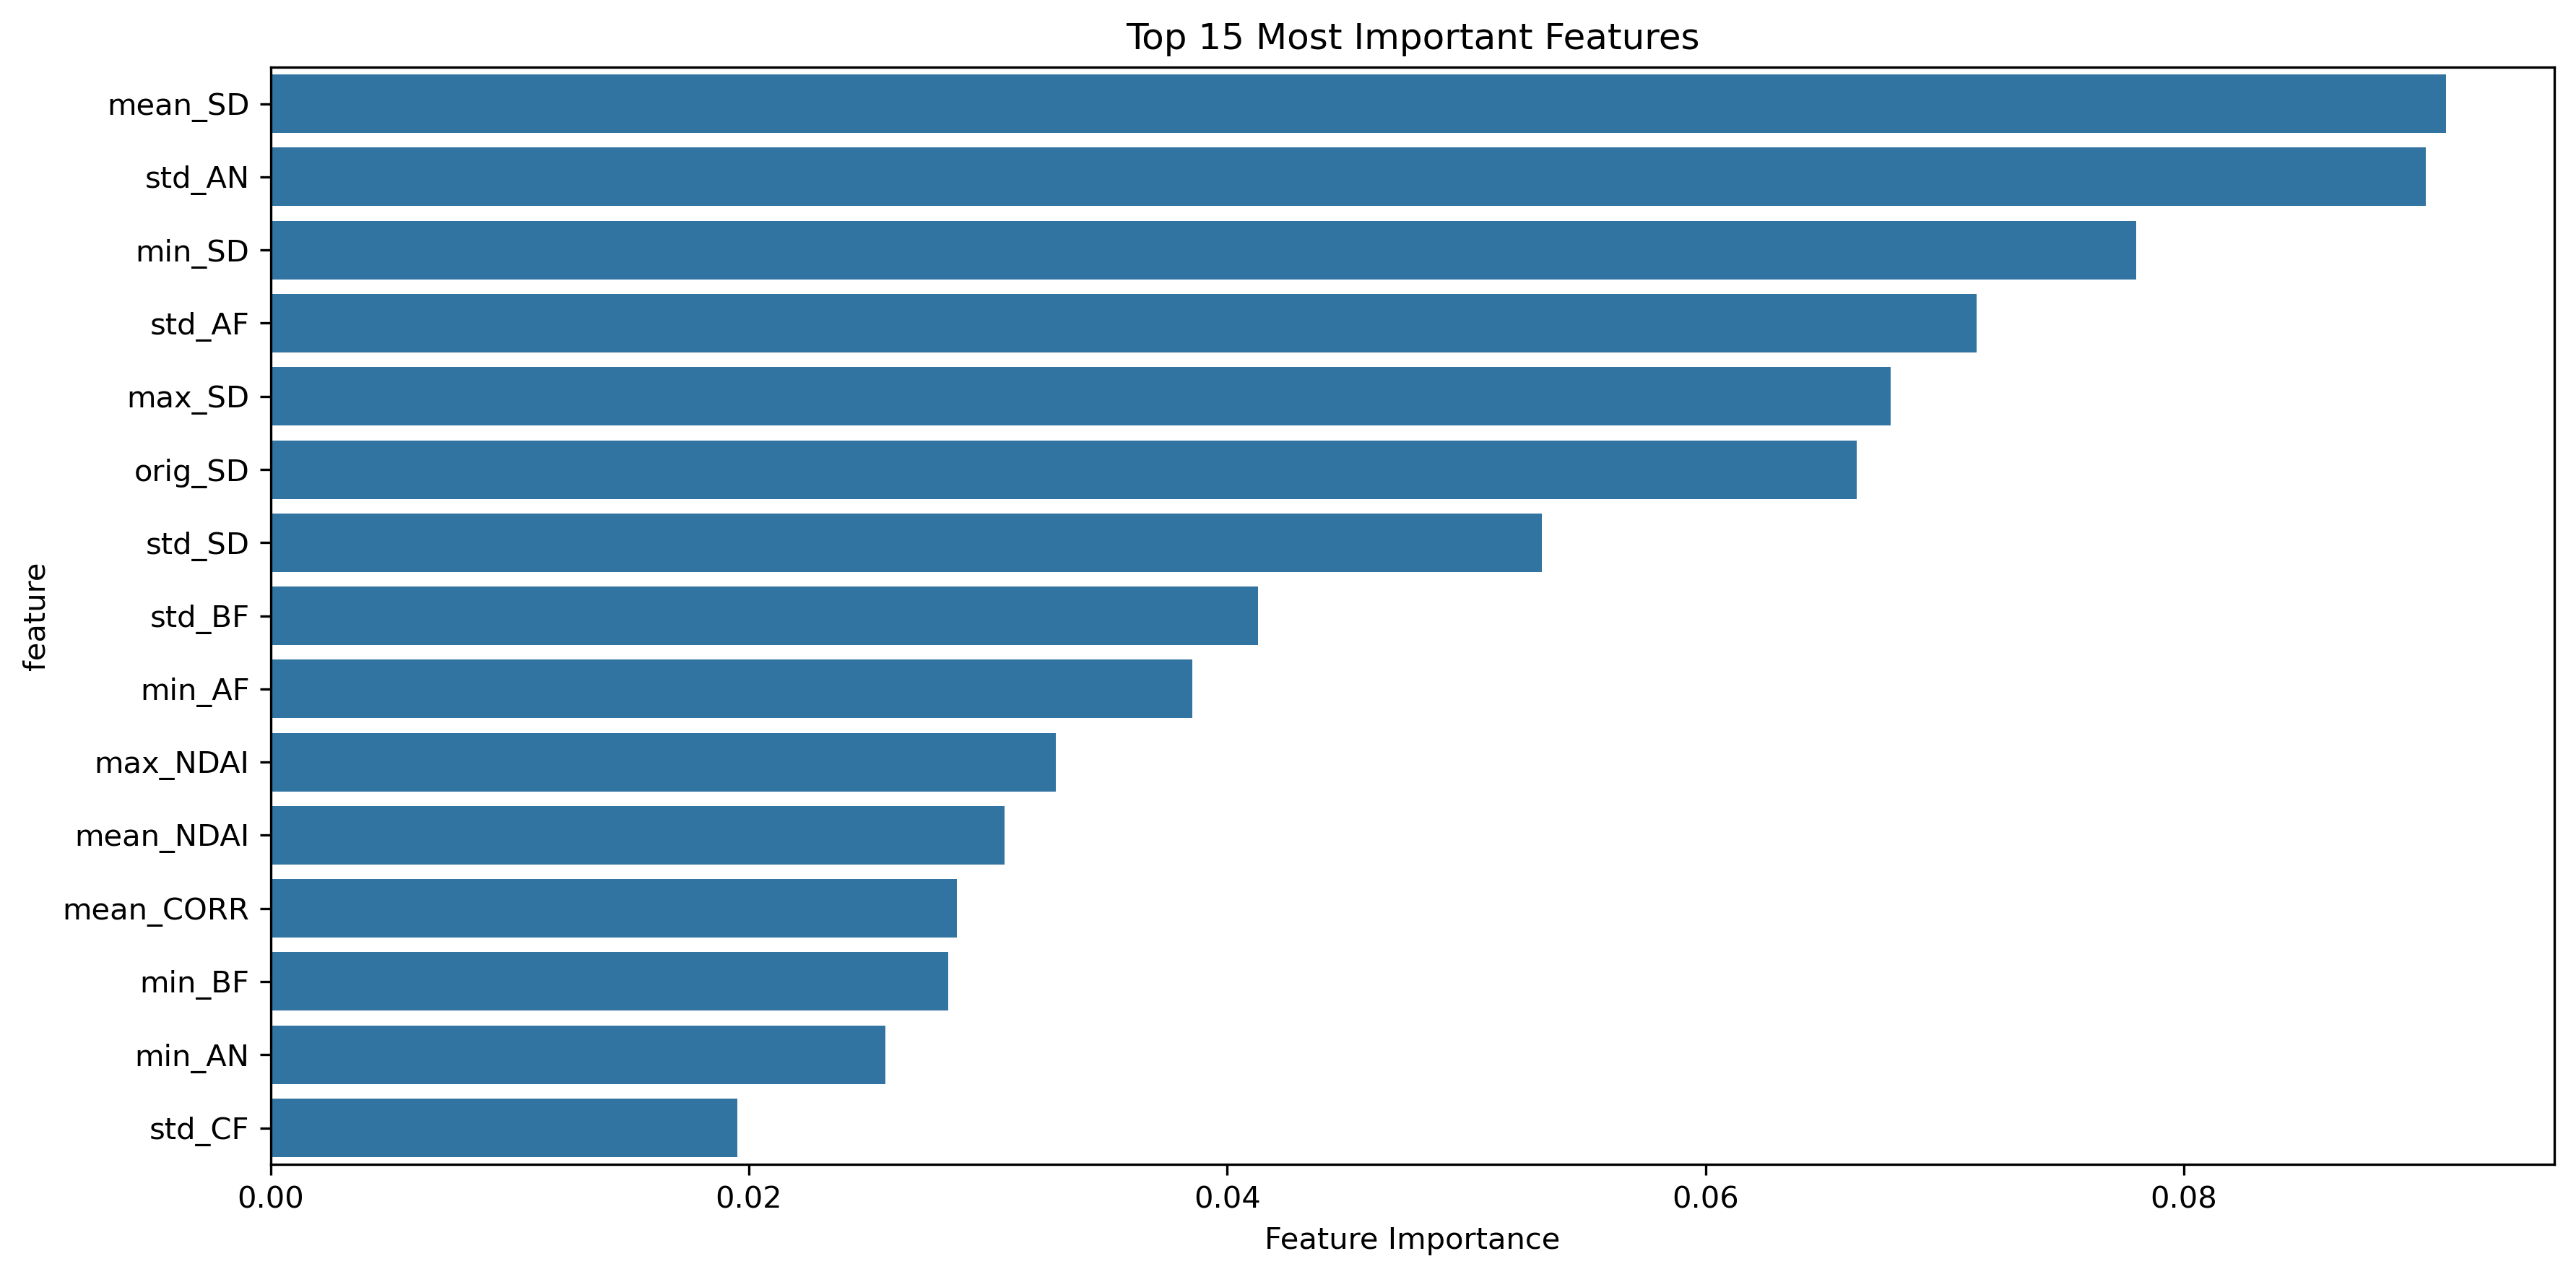 Top 15 Most Important Features
mean_SD
std_AN
min_SD
std_AF
max_SD
orig_SD
std_SD
std_BF
min_AF
max_NDAI
mean_NDAI
mean_CORR
min_BF
min_AN
std_CF
feature
0.00 0.02 0.04 0.06 0.08
Feature Importance